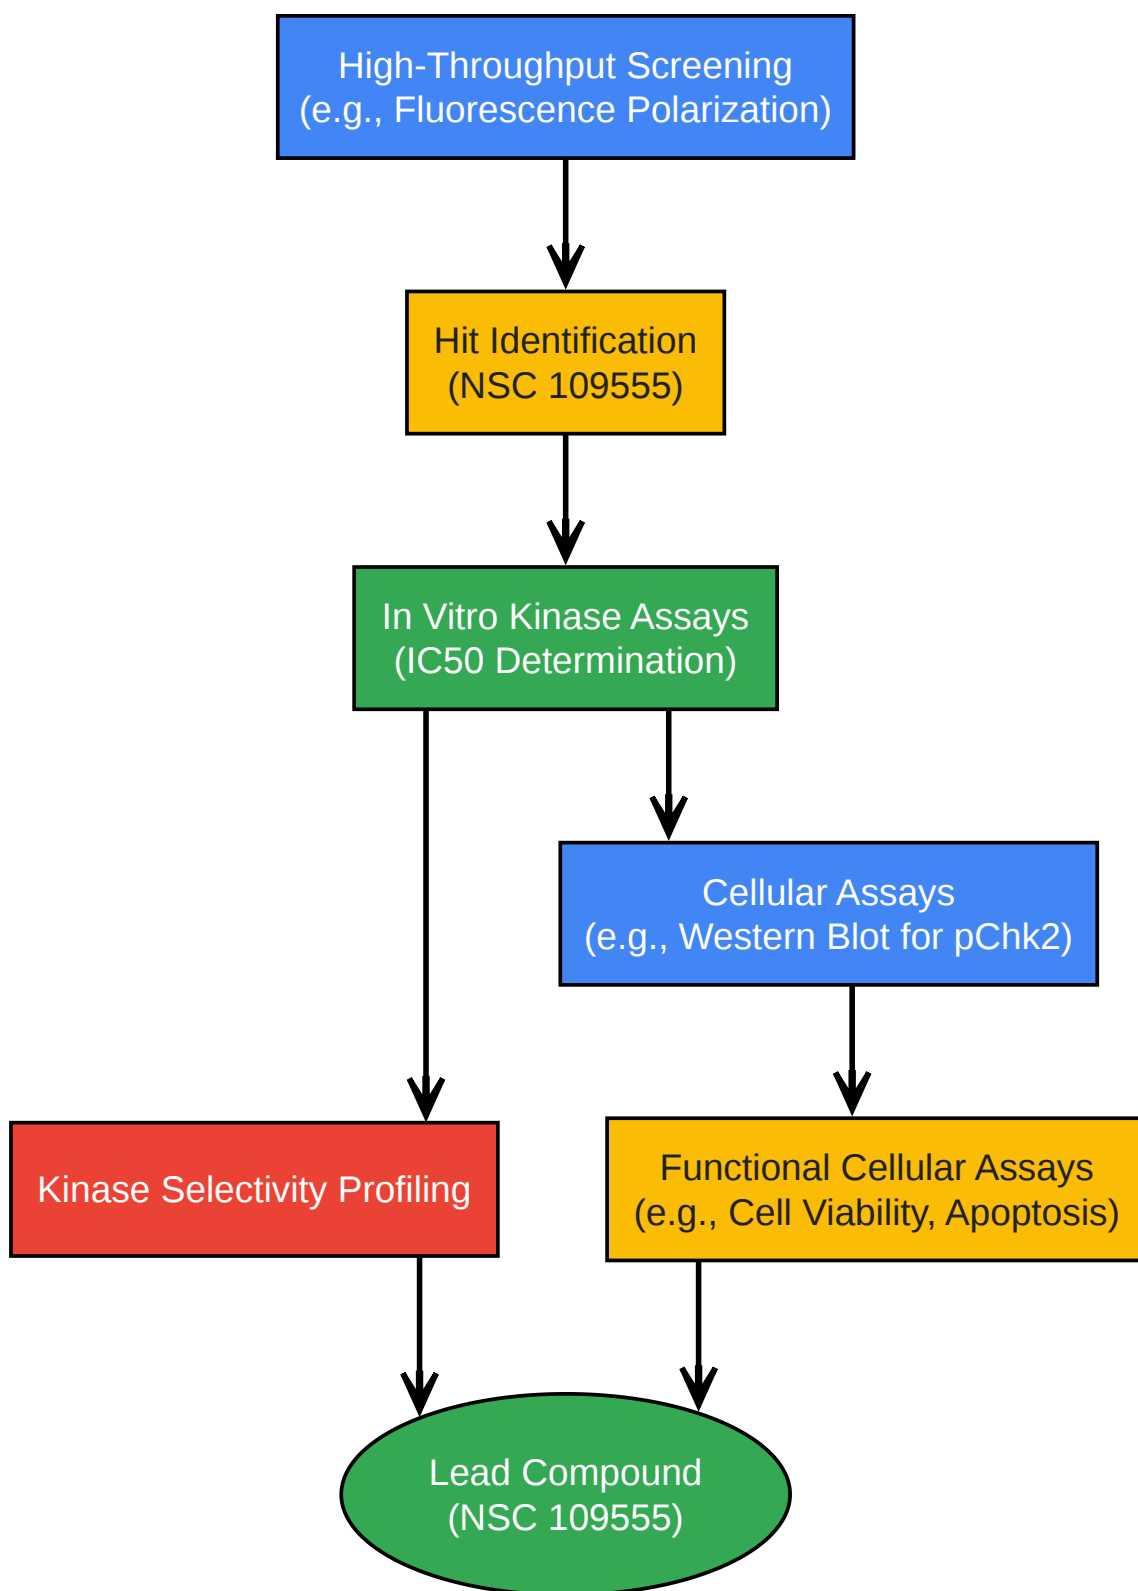 High-Throughput Screening
(e.g., Fluorescence Polarization)
Hit Identification
(NSC 109555)
In Vitro Kinase Assays
(IC50 Determination)
Cellular Assays
(e.g., Western Blot for pChk2)
Kinase Selectivity Profiling
Functional Cellular Assays
(e.g., Cell Viability, Apoptosis)
Lead Compound
(NSC 109555)